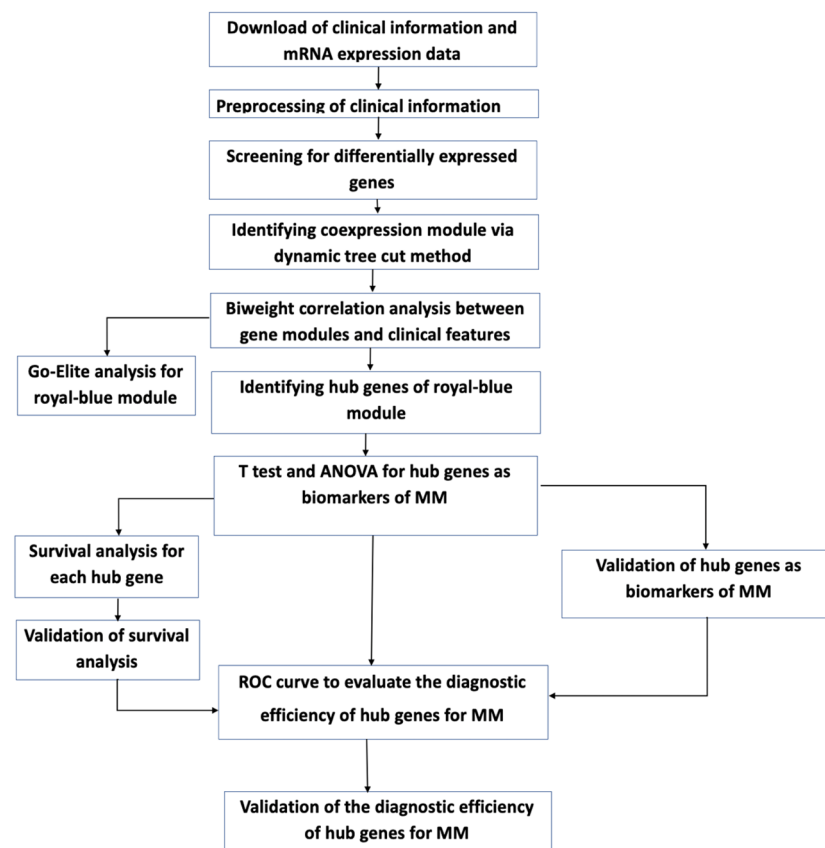 Download of clinical information and
mRNA expression data
Preprocessing of clinical information
Screening for differentially expressed
genes
Identifying coexpression module via
dynamic tree cut method
Biweight correlation analysis between
gene modules and clinical features
Go-Elite analysis for
royal-blue module
Identifying hub genes of royal-blue
module
T test and ANOVA for hub genes as
biomarkers of MM
Survival analysis for
each hub gene
Validation of hub genes as
biomarkers of MM
Validation of survival
analysis
ROC curve to evaluate the diagnostic
efficiency of hub genes for MM
Validation of the diagnostic efficiency
of hub genes for MM